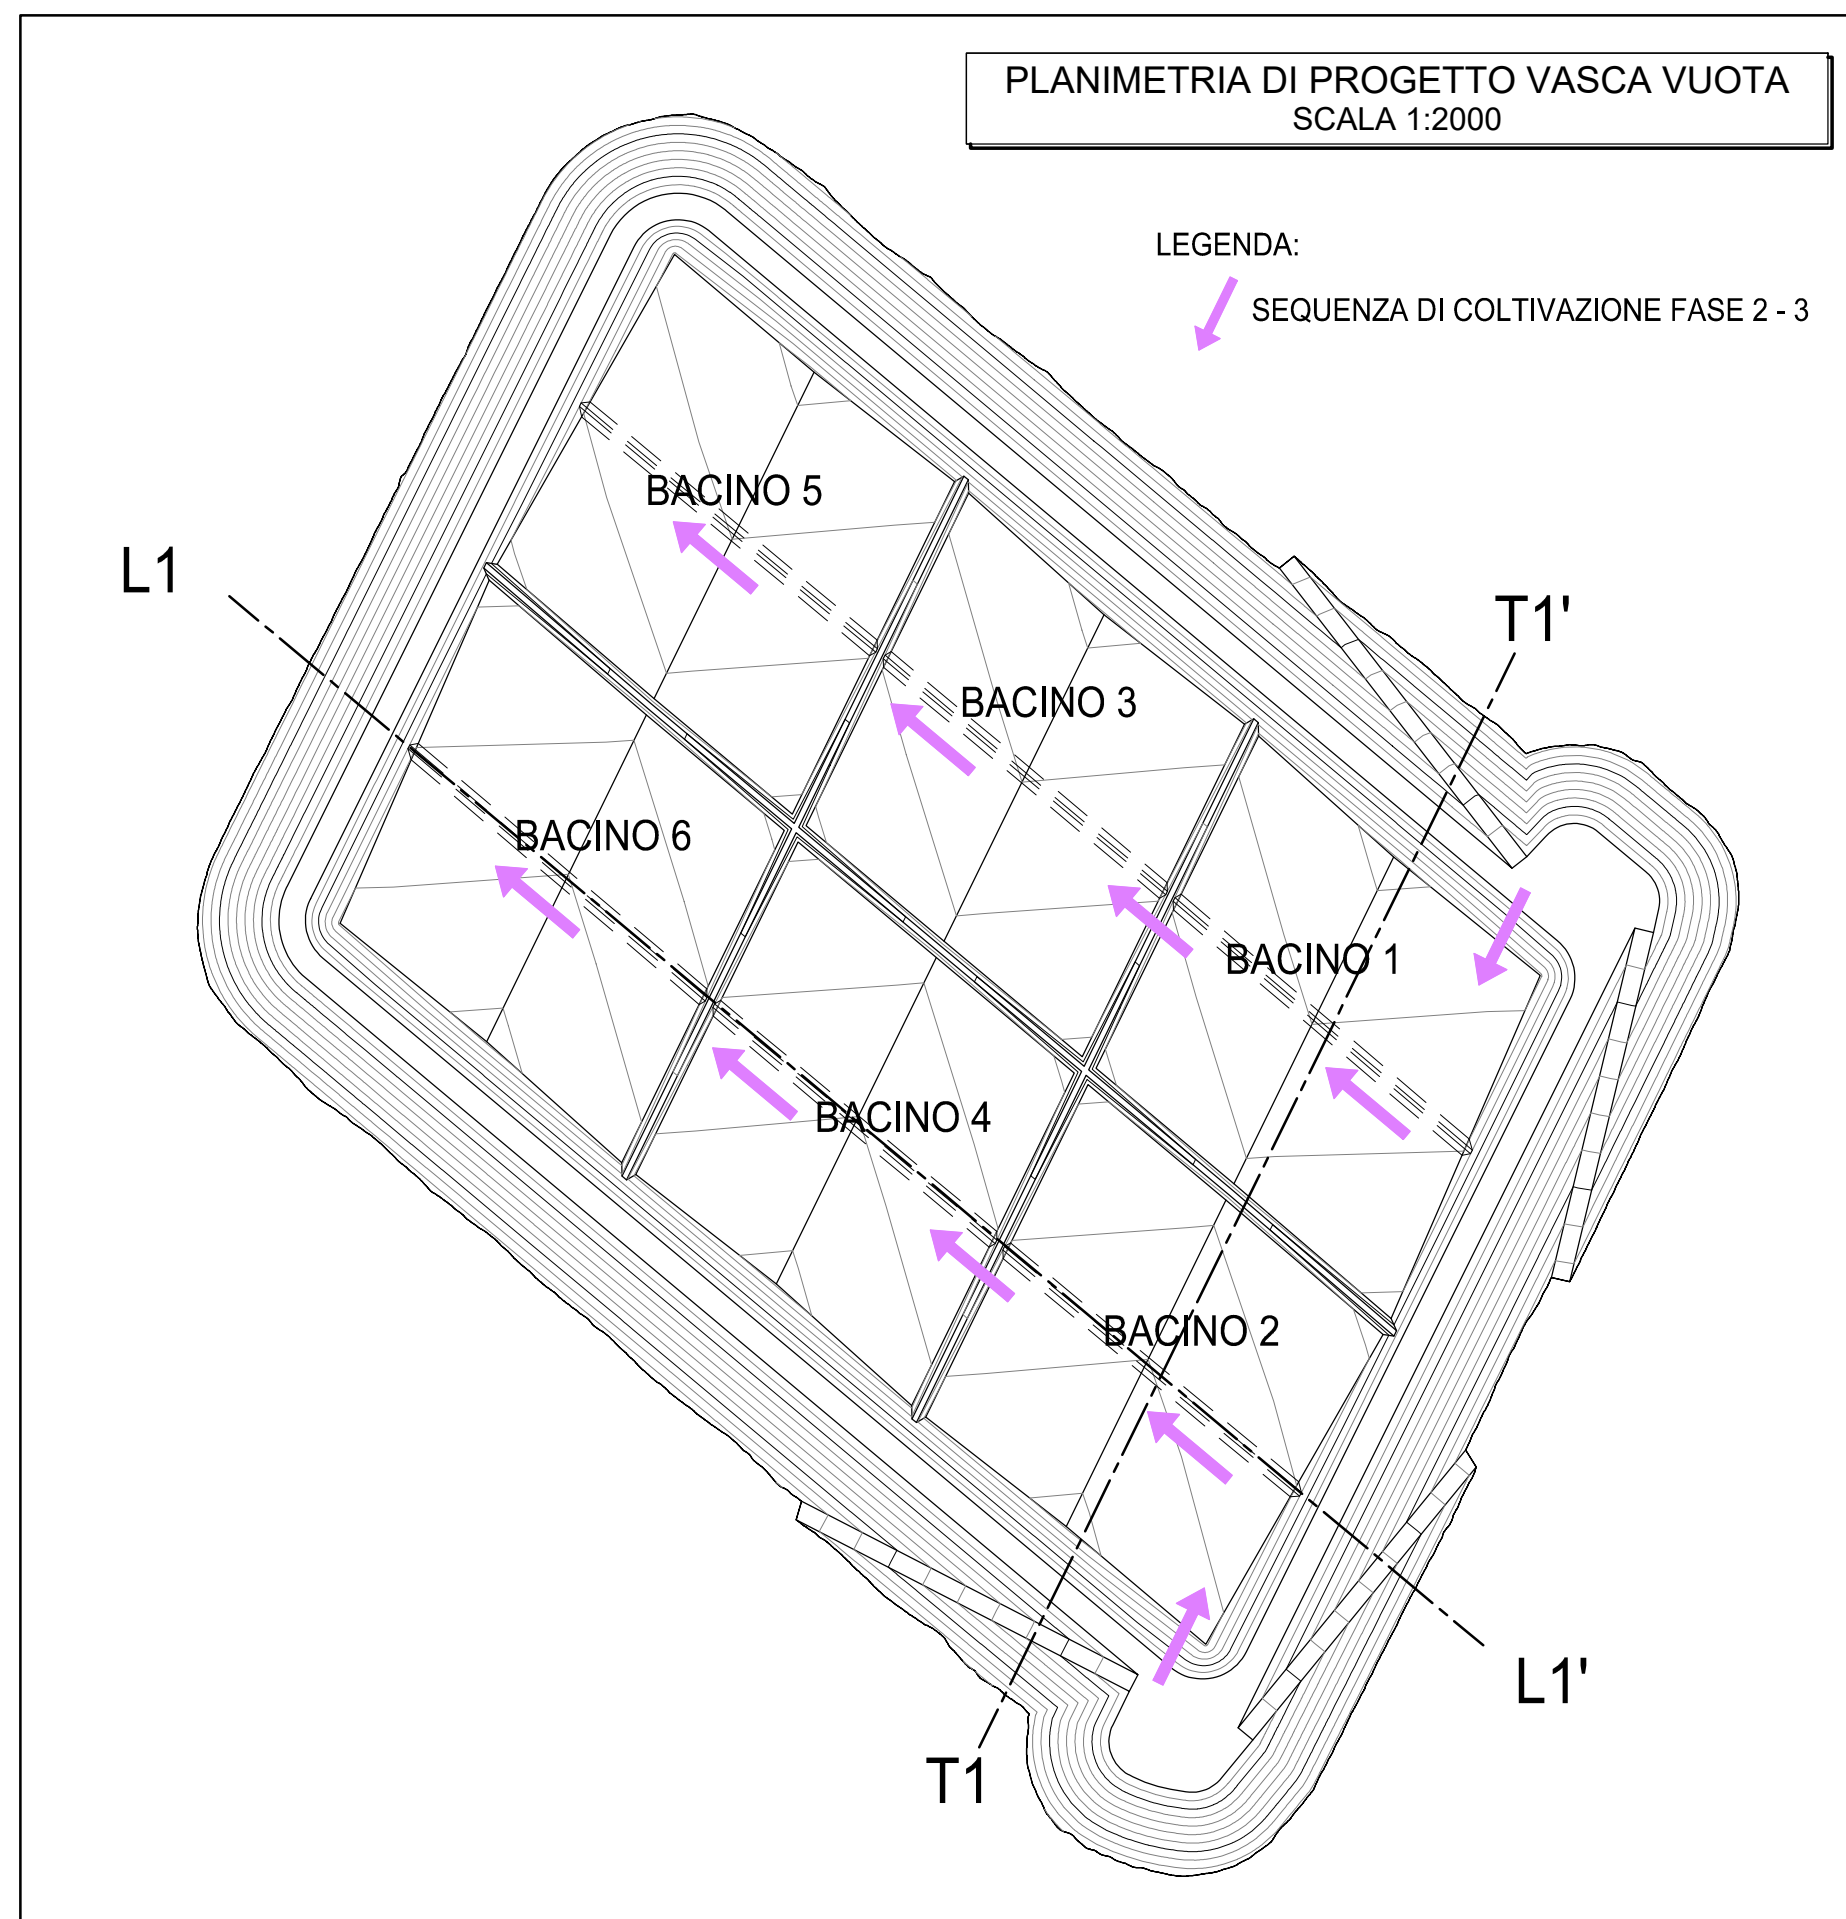 PLANIMETRIA DI PROGETTO VASCA VUOTA
SCALA 1:2000
LEGENDA:
SEQUENZA DI COLTIVAZIONE FASE 2 - 3
BACINO 5
L1
T1'
BACINO 3
BACINO 6
BACINO 1
BACINO 4
BACINO 2
L1'
T1